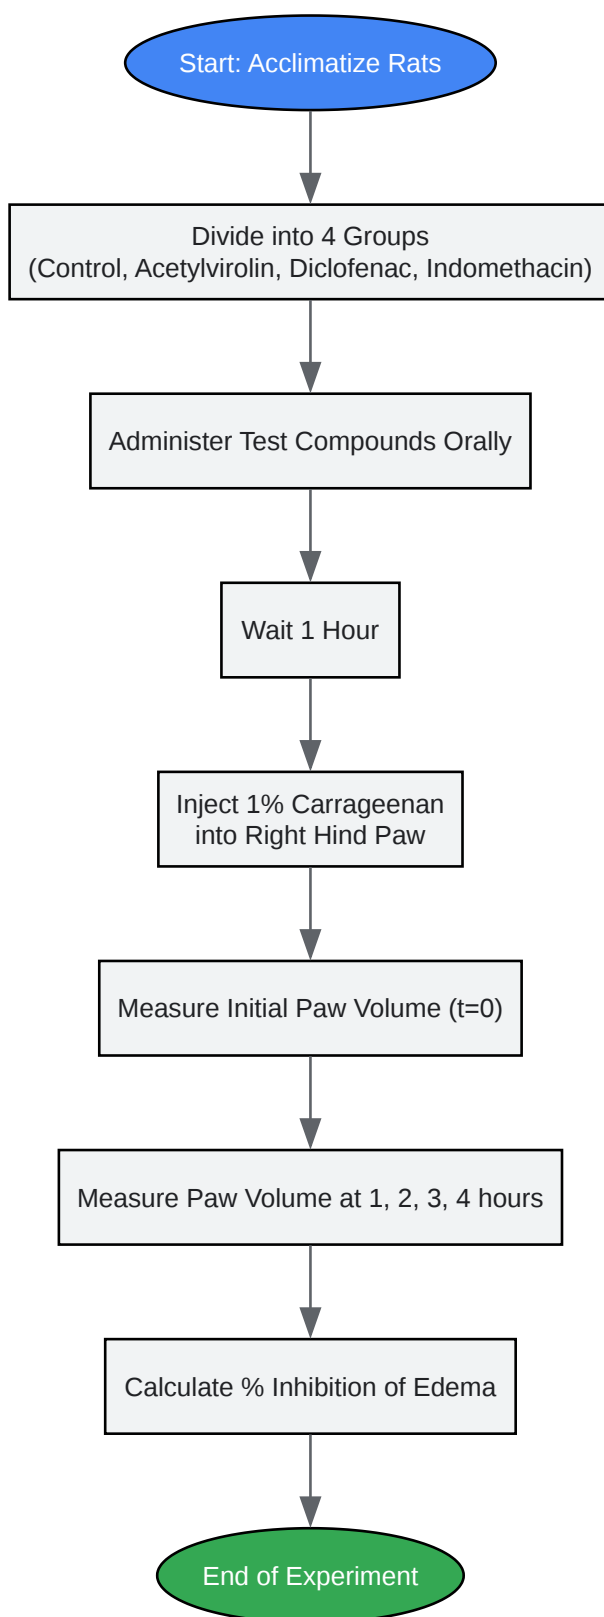 Start: Acclimatize Rats
Divide into 4 Groups
(Control, Acetylvirolin, Diclofenac, Indomethacin)
Administer Test Compounds Orally
Wait 1 Hour
Inject 1% Carrageenan
into Right Hind Paw
Measure Initial Paw Volume (t=0)
Measure Paw Volume at 1, 2, 3, 4 hours
Calculate % Inhibition of Edema
End of Experiment